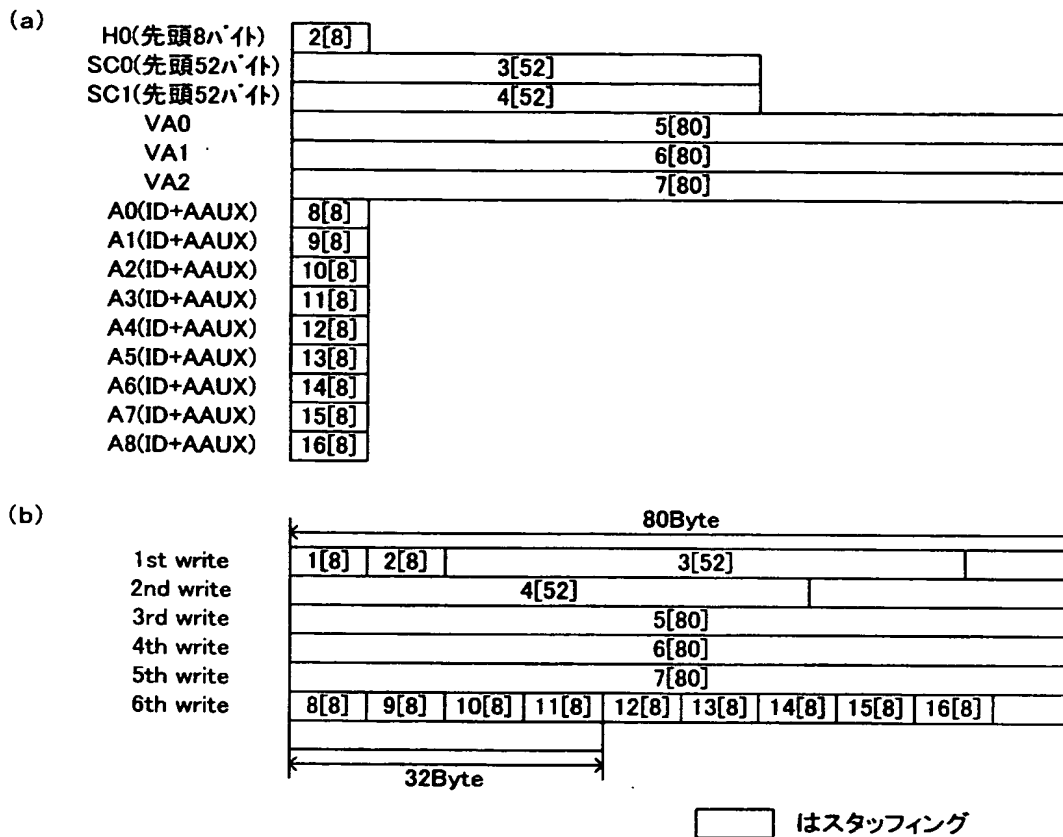 (a)
H0(先頭8バイト) 2[8]
SC0(先頭52バイト) 3[52]
SC1(先頭52バイト) 4[52]
VA0 5[80]
VA1 6[80]
VA2 7[80]
A0(ID+AAUX) 8[8]
A1(ID+AAUX) 9[8]
A2(ID+AAUX) 10[8]
A3(ID+AAUX) 11[8]
A4(ID+AAUX) 12[8]
A5(ID+AAUX) 13[8]
A6(ID+AAUX) 14[8]
A7(ID+AAUX) 15[8]
A8(ID+AAUX) 16[8]
(b)
80Byte
1st write 1[8] 2[8] 3[52]
2nd write 4[52]
3rd write 5[80]
4th write 6[80]
5th write 7[80]
6th write 8[8] 9[8] 10[8] 11[8] 12[8] 13[8] 14[8] 15[8] 16[8]
32Byte
はスタッフィング